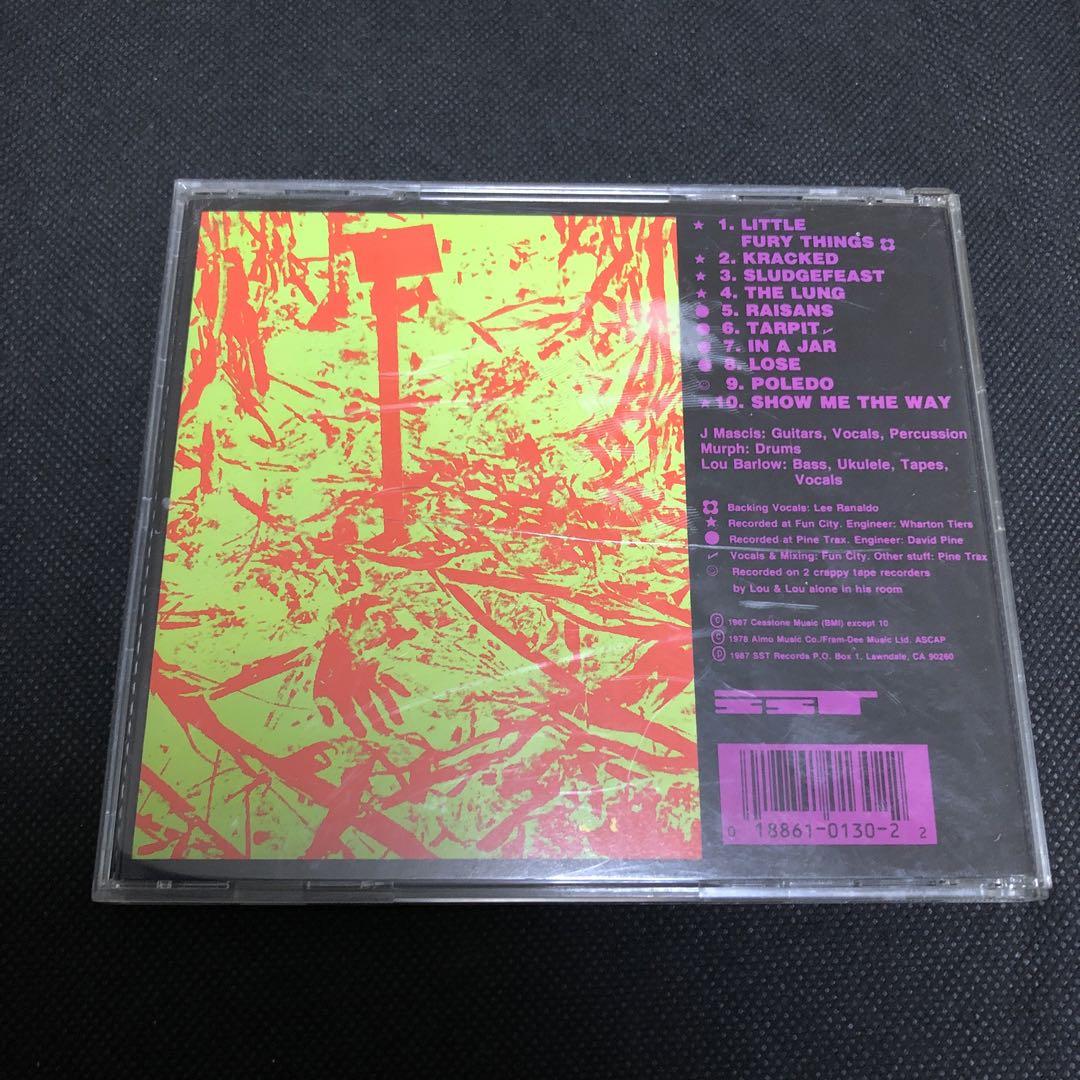 ★ 1. LITTLE
FURY THINGS
★ 2. KRACKED
★ 3. SLUDGEFEAST
★ 4. THE LUNG
● 5. RAISANS
● 6. TARPIT ✓
● 7. IN A JAR
● 8. LOSE
☺ 9. POLEDO
★ 10. SHOW ME THE WAY
J Mascis: Guitars, Vocals, Percussion
Murph: Drums
Lou Barlow: Bass, Ukulele, Tapes,
Vocals
Backing Vocals: Lee Ranaldo
★ Recorded at Fun City. Engineer: Wharton Tiers
● Recorded at Pine Trax. Engineer: David Pine
✓ Vocals & Mixing: Fun City. Other stuff: Pine Trax
☺ Recorded on 2 crappy tape recorders
by Lou & Lou alone in his room
© 1987 Cesstone Music (BMI) except 10
© 1978 Almo Music Co./Fram-Dee Music Ltd. ASCAP
℗ 1987 SST Records P.O. Box 1, Lawndale, CA 90260
SST
0 18861-0130-2 2